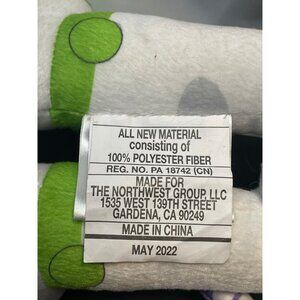 ALL NEW MATERIAL
consisting of
100% POLYESTER FIBER
REG. NO. PA 18742 (CN)
MADE FOR
THE NORTHWEST GROUP, LLC
1535 WEST 139TH STREET
GARDENA, CA 90249
MADE IN CHINA
MAY 2022